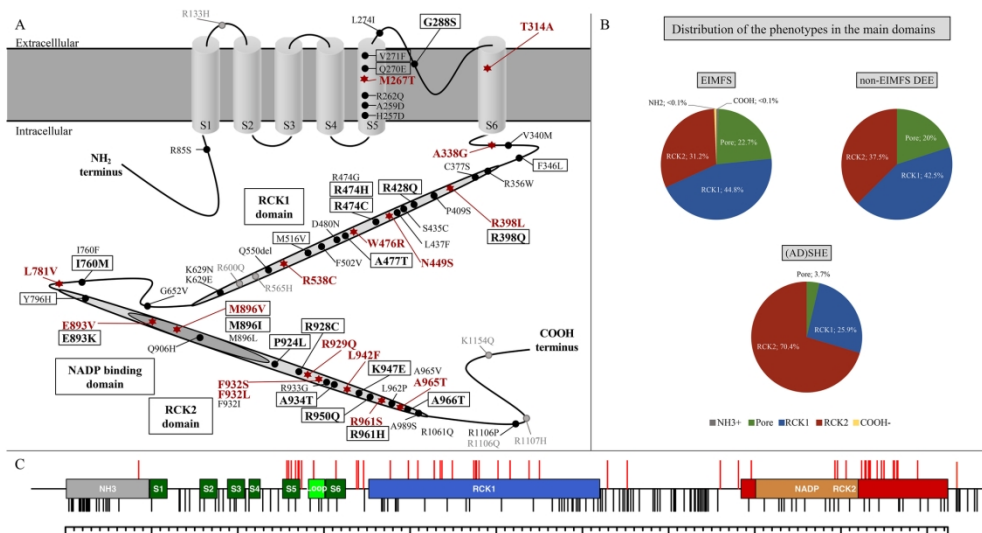 A
R133H
L274I
G288S
T314A
Extracelllular
V271F
Q270E
M267T
R262Q
A259D
H257D
Intracellular
S1
S2
S3
S4
S5
S6
R85S
NH2
terminus
V340M
A338G
F346L
C377S
R356W
R474G
R474H
R428Q
R474C
RCK1
domain
P409S
R398L
R398Q
S435C
L437F
N449S
D480N
W476R
A477T
M516V
F502V
Q550del
R538C
R600Q
R565H
K629N
K629E
I760F
I760M
L781V
G652V
Y796H
M896V
M896I
M896L
E893V
E893K
Q906H
P924L
R928C
R929Q
L942F
K947E
NADP binding
domain
RCK2
domain
F932S
F932L
F932I
R933G
A934T
R950Q
L962P
A965V
A965T
A966T
R961S
R961H
A989S
R1061Q
COOH
terminus
K1154Q
R1106P
R1106Q
R1107H
B
Distribution of the phenotypes in the main domains
EIMFS
NH2; <0.1%
COOH; <0.1%
Pore; 22.7%
RCK2; 31.2%
RCK1; 44.8%
non-EIMFS DEE
Pore; 20%
RCK2; 37.5%
RCK1; 42.5%
(AD)SHE
Pore; 3.7%
RCK1; 25.9%
RCK2; 70.4%
NH3+ Pore RCK1 RCK2 COOH-
C
NH3 S1 S2 S3 S4 S5 S6 RCK1 NADP RCK2